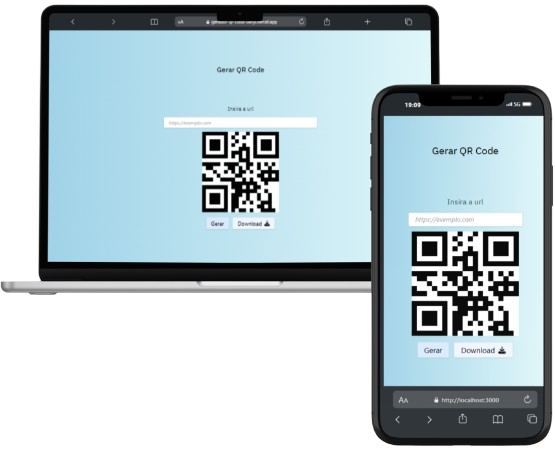 AA
Gerar QR Code
Insira a url
https://exemplo.com
Gerar
Download
19:09
5G
Gerar QR Code
Insira a url
https://exemplo.com
Gerar
Download
AA
http://localhost:3000